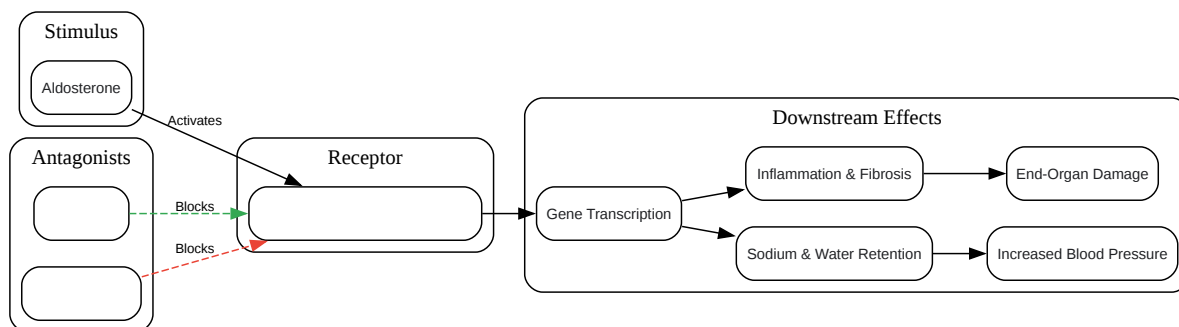 Stimulus
Aldosterone
Activates
Antagonists
Blocks
Blocks
Receptor
Downstream Effects
Gene Transcription
Inflammation & Fibrosis
End-Organ Damage
Sodium & Water Retention
Increased Blood Pressure